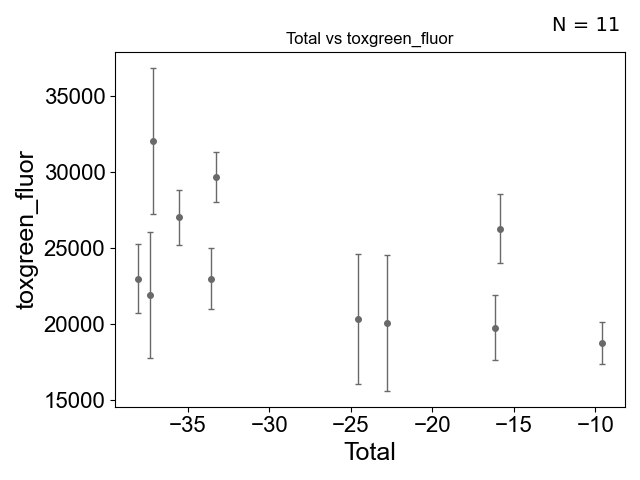 N = 11
Total vs toxgreen_fluor
toxgreen_fluor
35000
30000
25000
20000
15000
−35 −30 −25 −20 −15 −10
Total